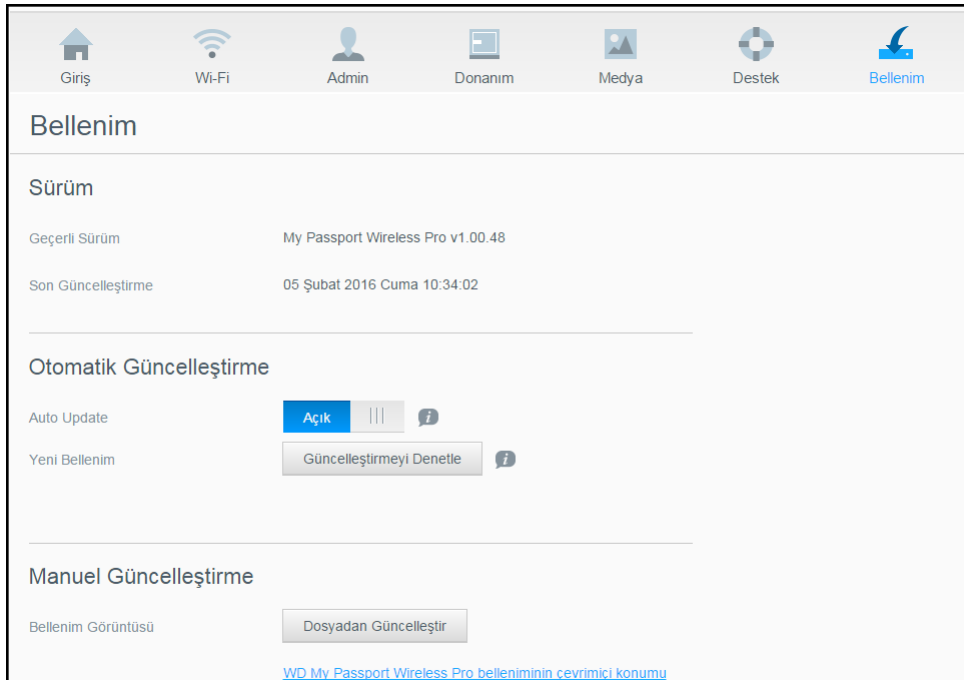 Giriş Wi-Fi Admin Donanım Medya Destek Bellenim
Bellenim
Sürüm
Geçerli Sürüm My Passport Wireless Pro v1.00.48
Son Güncelleştirme 05 Şubat 2016 Cuma 10:34:02
Otomatik Güncelleştirme
Auto Update Açık
Yeni Bellenim Güncelleştirmeyi Denetle
Manuel Güncelleştirme
Bellenim Görüntüsü Dosyadan Güncelleştir
WD My Passport Wireless Pro belleniminin çevrimiçi konumu